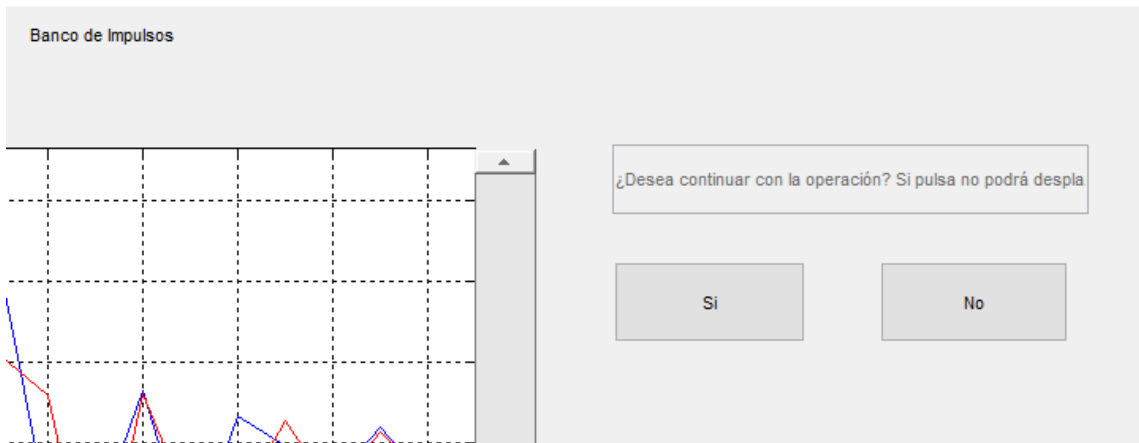 Banco de Impulsos
¿Desea continuar con la operación? Si pulsa no podrá despla
Si
No